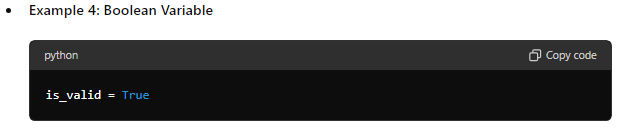 • Example 4: Boolean Variable
python Copy code
is_valid = True